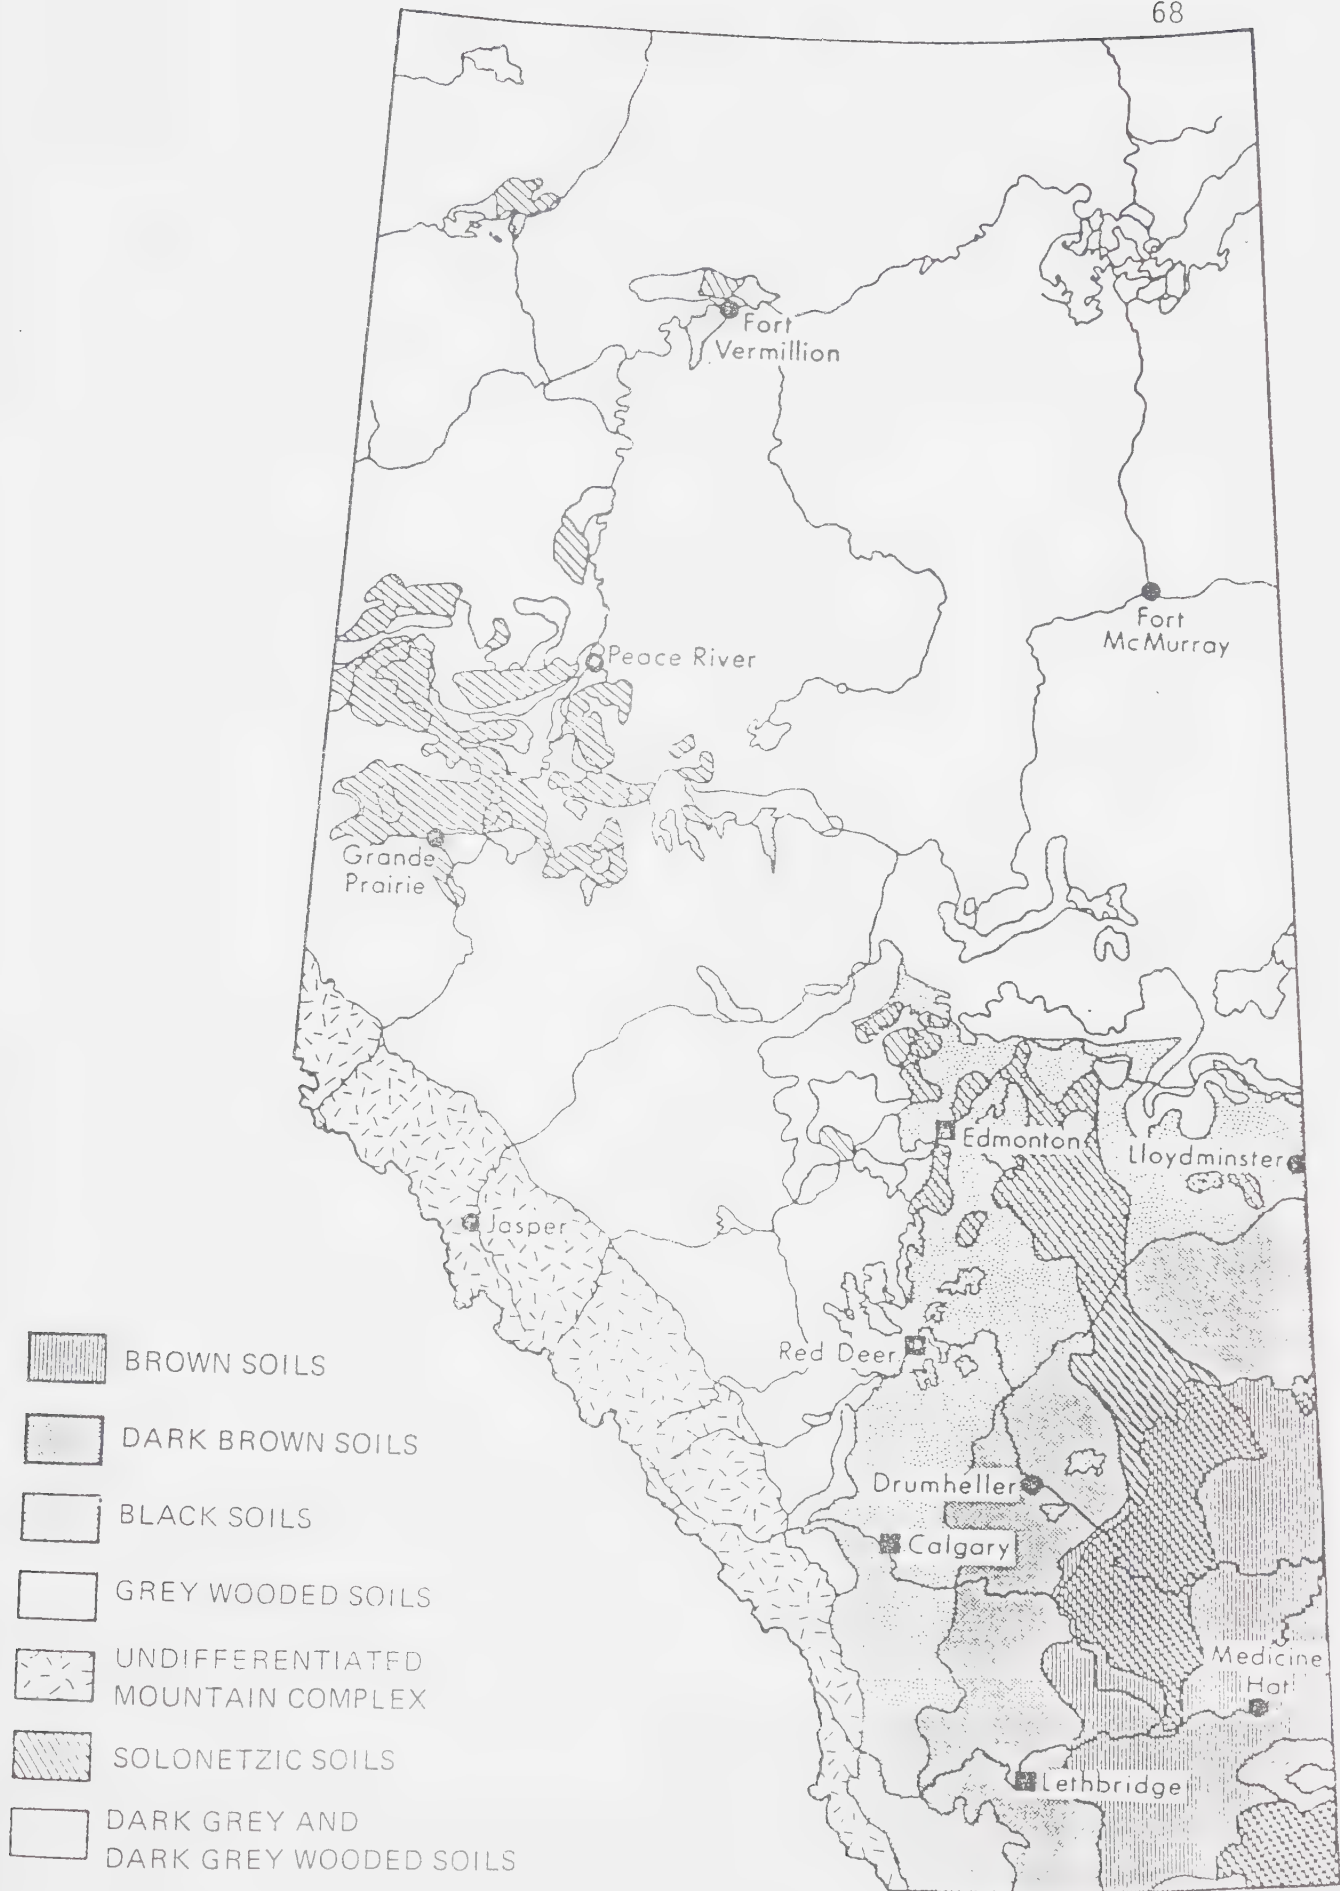 68
Fort
Vermillion
Fort
McMurray
Peace River
Grande
Prairie
Edmonton
Lloydminster
Jasper
Red Deer
Drumheller
Calgary
Medicine
Hat
Lethbridge
BROWN SOILS
DARK BROWN SOILS
BLACK SOILS
GREY WOODED SOILS
UNDIFFERENTIATED
MOUNTAIN COMPLEX
SOLONETZIC SOILS
DARK GREY AND
DARK GREY WOODED SOILS